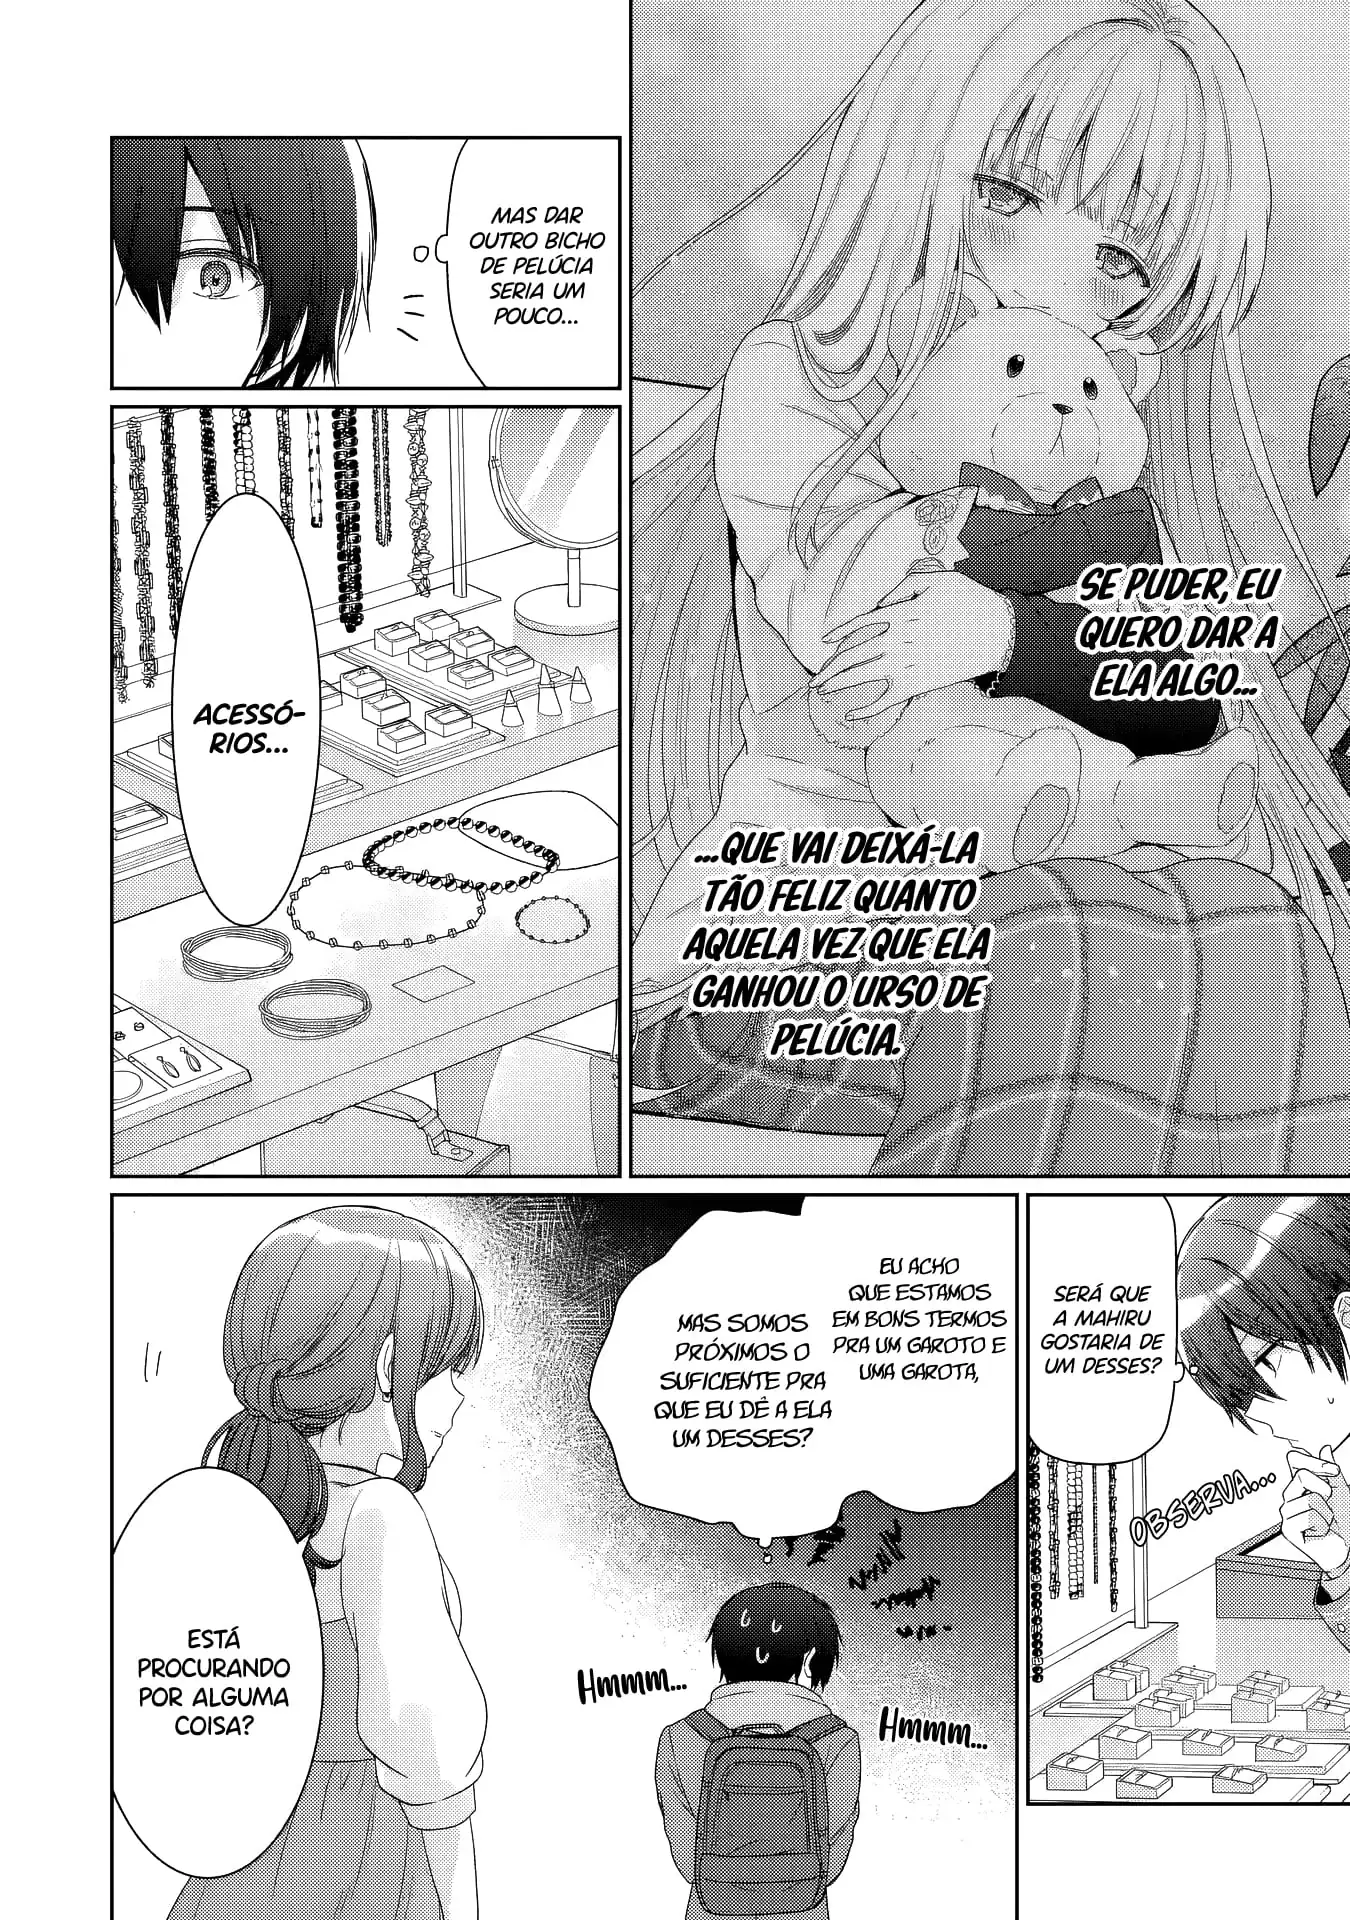 SE PUDER, EU
QUERO DAR A
ELA ALGO...
...QUE VAI DEIXÁ-LA
TÃO FELIZ QUANTO
AQUELA VEZ QUE ELA
GANHOU O URSO DE
PELÚCIA.
MAS DAR
OUTRO BICHO
DE PELÚCIA
SERIA UM
POUCO...
ACESSÓ-
RIOS...
SERÁ QUE
A MAHIRU
GOSTARIA DE
UM DESSES?
OBSERVA...
EU ACHO
QUE ESTAMOS
EM BONS TERMOS
PRA UM GAROTO E
UMA GAROTA,
MAS SOMOS
PRÓXIMOS O
SUFICIENTE PRA
QUE EU DÊ A ELA
UM DESSES?
Hmmm...
Hmmm...
ESTÁ
PROCURANDO
POR ALGUMA
COISA?